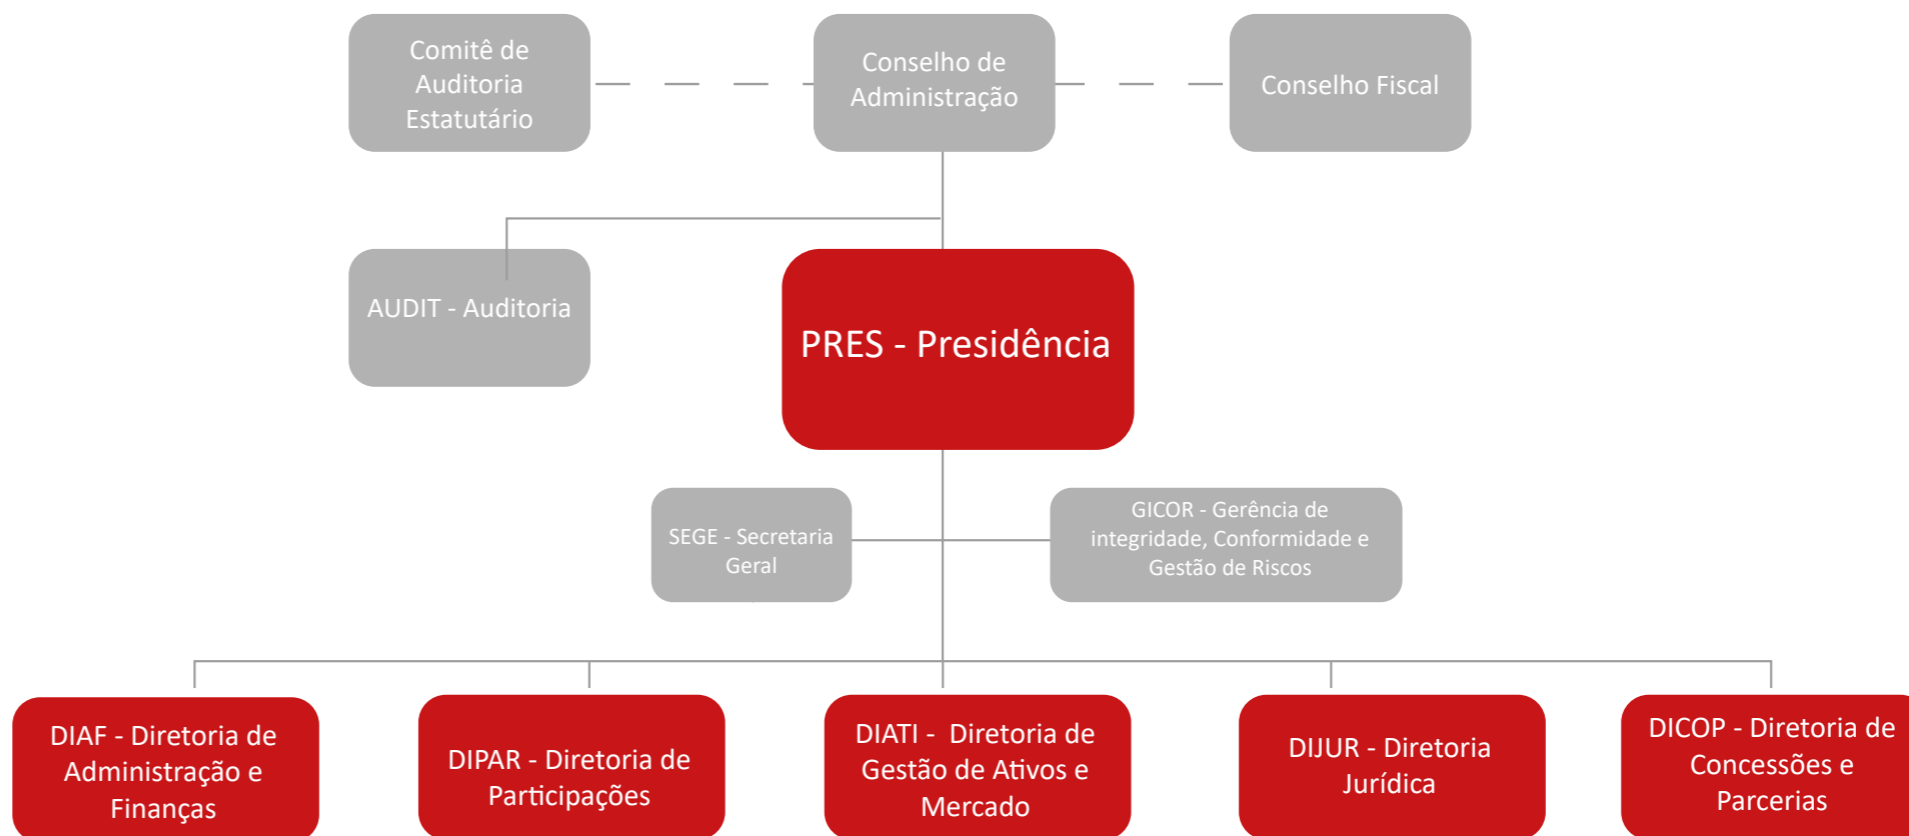 Comitê de
Auditoria
Estatutário
Conselho de
Administração
Conselho Fiscal
AUDIT - Auditoria
PRES - Presidência
SEGE - Secretaria
Geral
GICOR - Gerência de
integridade, Conformidade e
Gestão de Riscos
DIAF - Diretoria de
Administração e
Finanças
DIPAR - Diretoria de
Participações
DIATI -  Diretoria de
Gestão de Ativos e
Mercado
DIJUR - Diretoria
Jurídica
DICOP - Diretoria de
Concessões e
Parcerias